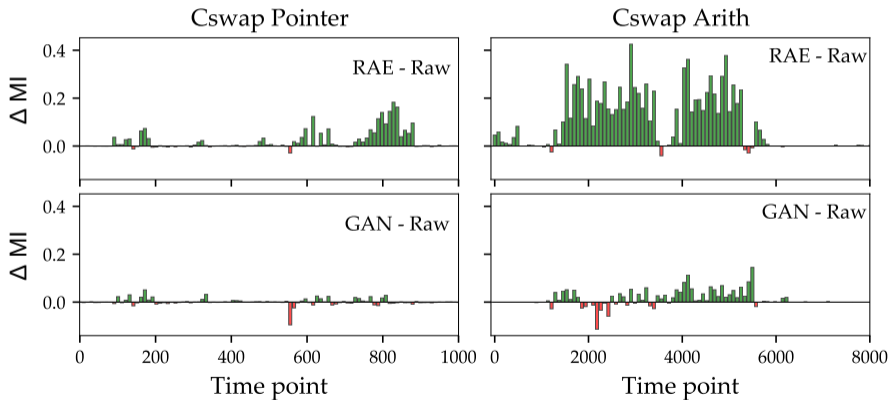 Cswap Pointer
Cswap Arith
Δ MI
0.4
0.2
0.0
RAE - Raw
RAE - Raw
Δ MI
0.4
0.2
0.0
GAN - Raw
GAN - Raw
0 200 400 600 800 1000
0 2000 4000 6000 8000
Time point
Time point